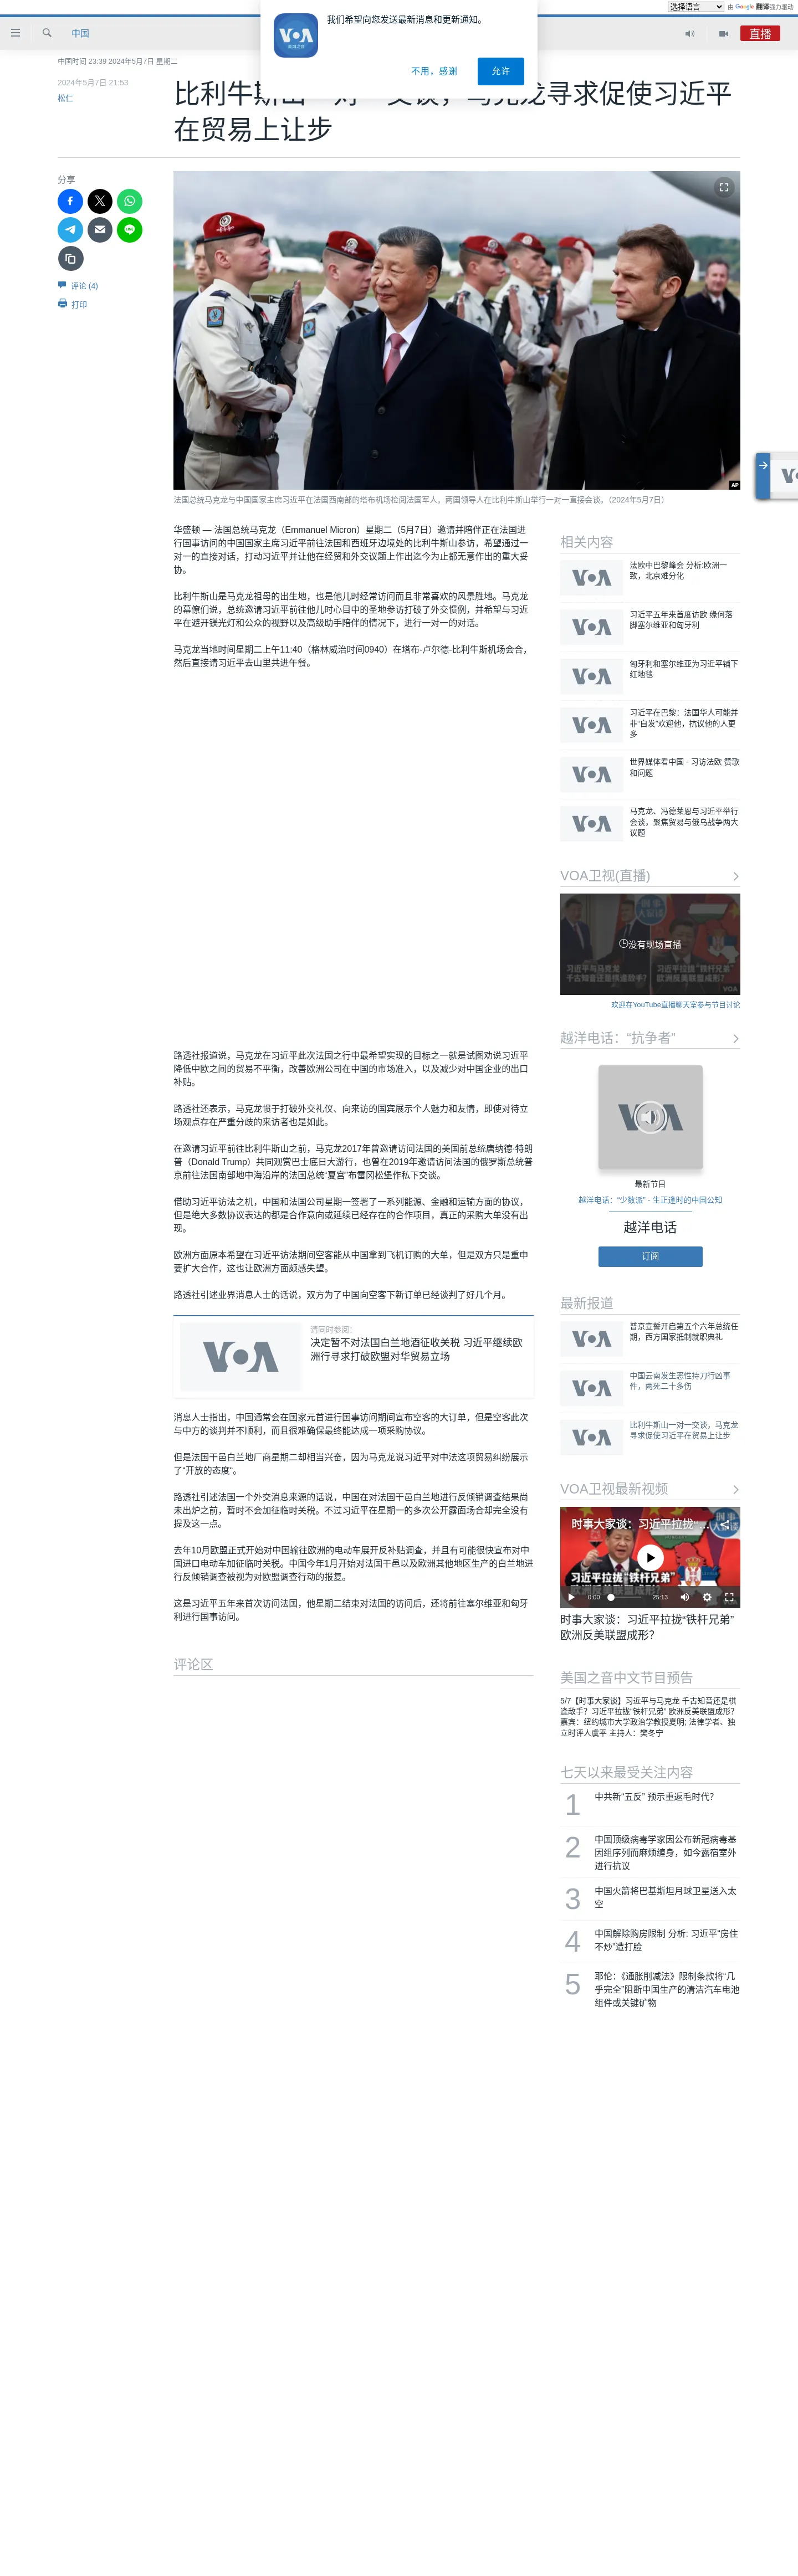 选择语言
由 Google 翻译强力驱动
我们希望向您发送最新消息和更新通知。
VOA
美国之音
不用，感谢
允许
中国
直播
中国时间 23:39 2024年5月7日 星期二
2024年5月7日 21:53
松仁
马克龙寻求促使习近平
在贸易上让步
分享
评论 (4)
打印
AP
法国总统马克龙与中国国家主席习近平在法国西南部的塔布机场检阅法国军人。两国领导人在比利牛斯山举行一对一直接会谈。（2024年5月7日）
华盛顿 — 法国总统马克龙（Emmanuel Micron）星期二（5月7日）邀请并陪伴正在法国进
行国事访问的中国国家主席习近平前往法国和西班牙边境处的比利牛斯山参访，希望通过一
对一的直接对话，打动习近平并让他在经贸和外交议题上作出迄今为止都无意作出的重大妥
协。
比利牛斯山是马克龙祖母的出生地，也是他儿时经常访问而且非常喜欢的风景胜地。马克龙
的幕僚们说，总统邀请习近平前往他儿时心目中的圣地参访打破了外交惯例，并希望与习近
平在避开镁光灯和公众的视野以及高级助手陪伴的情况下，进行一对一的对话。
马克龙当地时间星期二上午11:40（格林威治时间0940）在塔布-卢尔德-比利牛斯机场会合，
然后直接请习近平去山里共进午餐。
路透社报道说，马克龙在习近平此次法国之行中最希望实现的目标之一就是试图劝说习近平
降低中欧之间的贸易不平衡，改善欧洲公司在中国的市场准入，以及减少对中国企业的出口
补贴。
路透社还表示，马克龙惯于打破外交礼仪、向来访的国宾展示个人魅力和友情，即使对待立
场观点存在严重分歧的来访者也是如此。
在邀请习近平前往比利牛斯山之前，马克龙2017年曾邀请访问法国的美国前总统唐纳德·特朗
普（Donald Trump）共同观赏巴士底日大游行，也曾在2019年邀请访问法国的俄罗斯总统普
京前往法国南部地中海沿岸的法国总统“夏宫”布雷冈松堡作私下交谈。
借助习近平访法之机，中国和法国公司星期一签署了一系列能源、金融和运输方面的协议，
但是绝大多数协议表达的都是合作意向或延续已经存在的合作项目，真正的采购大单没有出
现。
欧洲方面原本希望在习近平访法期间空客能从中国拿到飞机订购的大单，但是双方只是重申
要扩大合作，这也让欧洲方面颇感失望。
路透社引述业界消息人士的话说，双方为了中国向空客下新订单已经谈判了好几个月。
VOA
请同时参阅：
决定暂不对法国白兰地酒征收关税 习近平继续欧
洲行寻求打破欧盟对华贸易立场
消息人士指出，中国通常会在国家元首进行国事访问期间宣布空客的大订单，但是空客此次
与中方的谈判并不顺利，而且很难确保最终能达成一项采购协议。
但是法国干邑白兰地厂商星期二却相当兴奋，因为马克龙说习近平对中法这项贸易纠纷展示
了“开放的态度”。
路透社引述法国一个外交消息来源的话说，中国在对法国干邑白兰地进行反倾销调查结果尚
未出炉之前，暂时不会加征临时关税。不过习近平在星期一的多次公开露面场合却完全没有
提及这一点。
去年10月欧盟正式开始对中国输往欧洲的电动车展开反补贴调查，并且有可能很快宣布对中
国进口电动车加征临时关税。中国今年1月开始对法国干邑以及欧洲其他地区生产的白兰地进
行反倾销调查被视为对欧盟调查行动的报复。
这是习近平五年来首次访问法国，他星期二结束对法国的访问后，还将前往塞尔维亚和匈牙
利进行国事访问。
评论区
相关内容
VOA
法欧中巴黎峰会 分析:欧洲一
致，北京难分化
VOA
习近平五年来首度访欧 缘何落
脚塞尔维亚和匈牙利
VOA
匈牙利和塞尔维亚为习近平铺下
红地毯
VOA
习近平在巴黎：法国华人可能并
非“自发”欢迎他，抗议他的人更
多
VOA
世界媒体看中国 - 习访法欧 赞歌
和问题
VOA
马克龙、冯德莱恩与习近平举行
会谈，聚焦贸易与俄乌战争两大
议题
VOA卫视(直播)
没有现场直播
习近平与马克龙
千古知音还是棋逢敌手？
习近平拉拢“铁杆兄弟”
欧洲反美联盟成形？
VOA
欢迎在YouTube直播聊天室参与节目讨论
越洋电话：“抗争者”
最新节目
越洋电话：“少数派” - 生正逢时的中国公知
越洋电话
订阅
最新报道
VOA
普京宣誓开启第五个六年总统任
期，西方国家抵制就职典礼
VOA
中国云南发生恶性持刀行凶事
件，两死二十多伤
VOA
比利牛斯山一对一交谈，马克龙
寻求促使习近平在贸易上让步
VOA卫视最新视频
时事大家谈：习近平拉拢“...
习近平拉拢“铁杆兄弟”
0:00
25:13
时事大家谈：习近平拉拢“铁杆兄弟”
欧洲反美联盟成形？
美国之音中文节目预告
5/7【时事大家谈】习近平与马克龙 千古知音还是棋
逢敌手？习近平拉拢“铁杆兄弟” 欧洲反美联盟成形？
嘉宾：纽约城市大学政治学教授夏明; 法律学者、独
立时评人虞平 主持人：樊冬宁
七天以来最受关注内容
1
中共新“五反” 预示重返毛时代？
2
中国顶级病毒学家因公布新冠病毒基
因组序列而麻烦缠身，如今露宿室外
进行抗议
3
中国火箭将巴基斯坦月球卫星送入太
空
4
中国解除购房限制 分析: 习近平“房住
不炒”遭打脸
5
耶伦：《通胀削减法》限制条款将“几
乎完全”阻断中国生产的清洁汽车电池
组件或关键矿物